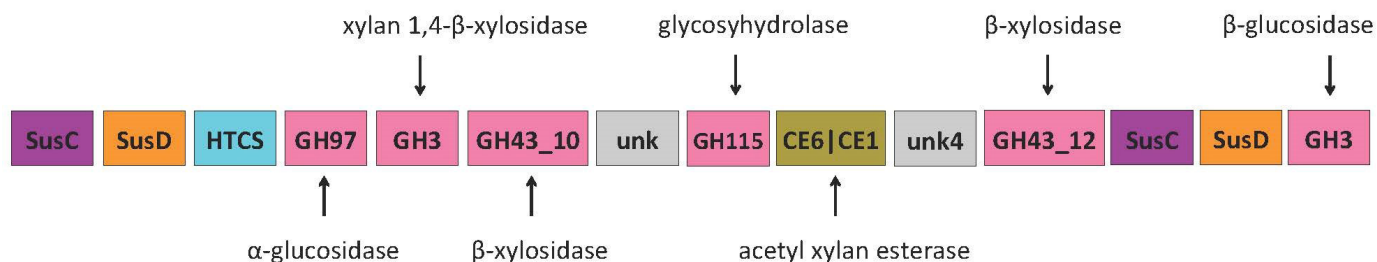 xylan 1,4-β-xylosidase glycosyhydrolase β-xylosidase β-glucosidase
SusC SusD HTCS GH97 GH3 GH43_10 unk GH115 CE6|CE1 unk4 GH43_12 SusC SusD GH3
α-glucosidase β-xylosidase acetyl xylan esterase